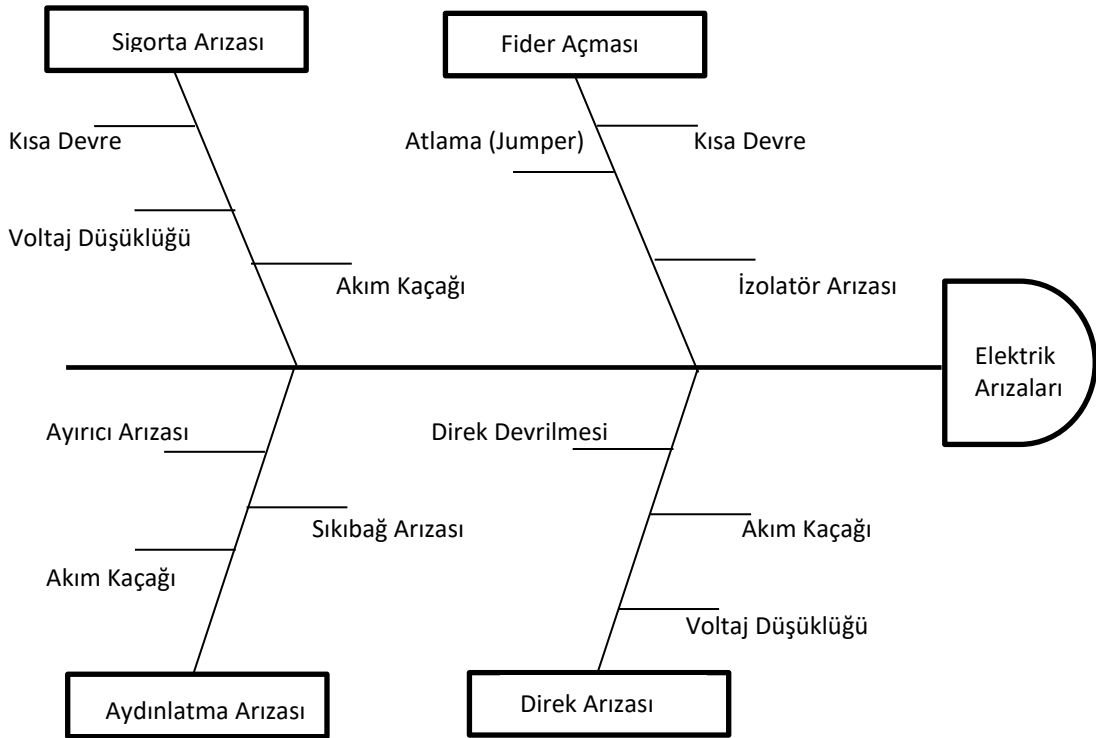 Sigorta Arızası
Fider Açması
Kısa Devre
Atlama (Jumper)
Kısa Devre
Voltaj Düşüklüğü
Akım Kaçağı
İzolatör Arızası
Elektrik
Arızaları
Ayırıcı Arızası
Direk Devrilmesi
Sıkıbağ Arızası
Akım Kaçağı
Akım Kaçağı
Voltaj Düşüklüğü
Aydınlatma Arızası
Direk Arızası